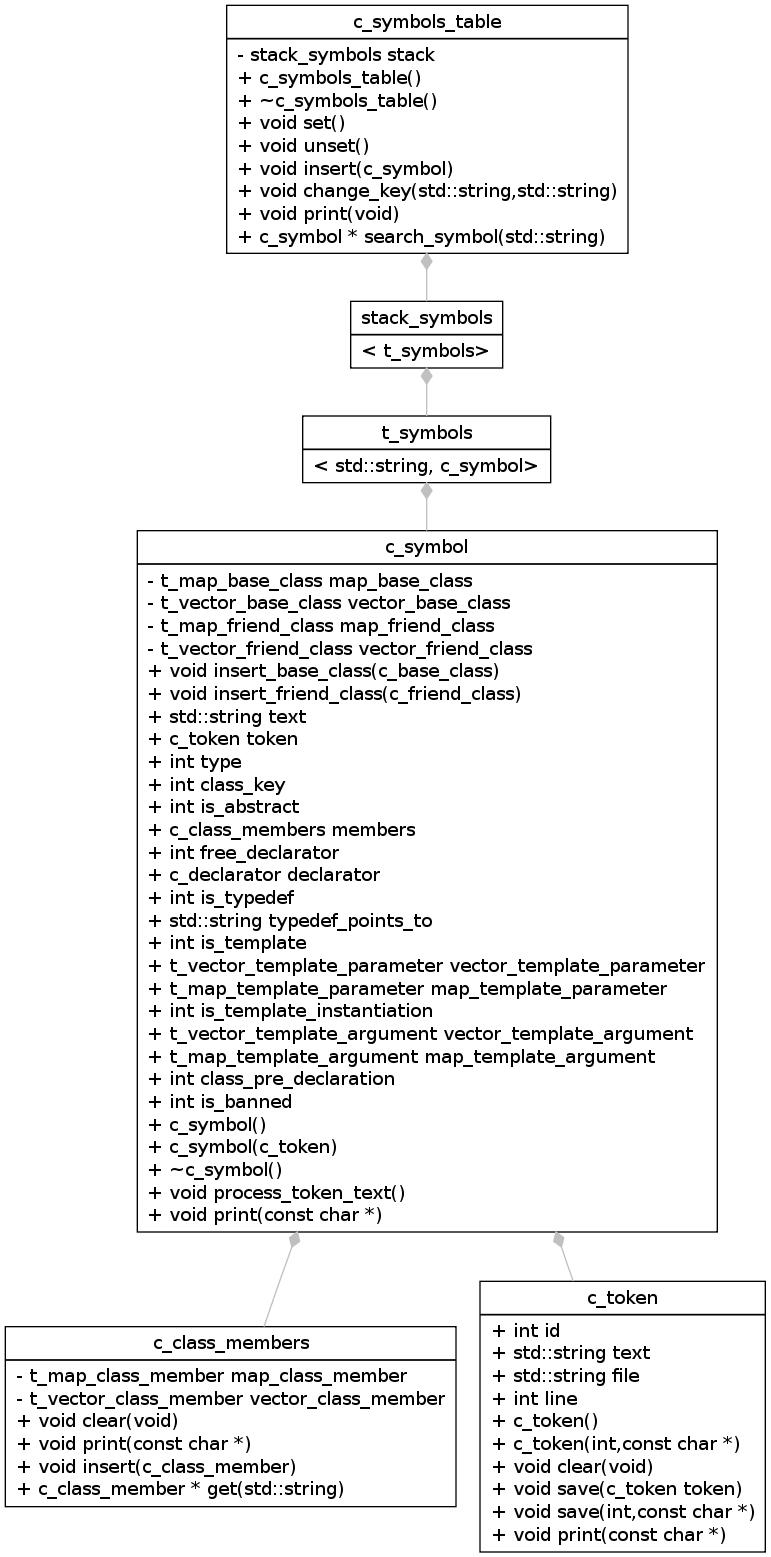 c_symbols_table
- stack_symbols stack
+ c_symbols_table()
+ ~c_symbols_table()
+ void set()
+ void unset()
+ void insert(c_symbol)
+ void change_key(std::string,std::string)
+ void print(void)
+ c_symbol * search_symbol(std::string)
stack_symbols
< t_symbols>
t_symbols
< std::string, c_symbol>
c_symbol
- t_map_base_class map_base_class
- t_vector_base_class vector_base_class
- t_map_friend_class map_friend_class
- t_vector_friend_class vector_friend_class
+ void insert_base_class(c_base_class)
+ void insert_friend_class(c_friend_class)
+ std::string text
+ c_token token
+ int type
+ int class_key
+ int is_abstract
+ c_class_members members
+ int free_declarator
+ c_declarator declarator
+ int is_typedef
+ std::string typedef_points_to
+ int is_template
+ t_vector_template_parameter vector_template_parameter
+ t_map_template_parameter map_template_parameter
+ int is_template_instantiation
+ t_vector_template_argument vector_template_argument
+ t_map_template_argument map_template_argument
+ int class_pre_declaration
+ int is_banned
+ c_symbol()
+ c_symbol(c_token)
+ ~c_symbol()
+ void process_token_text()
+ void print(const char *)
c_class_members
- t_map_class_member map_class_member
- t_vector_class_member vector_class_member
+ void clear(void)
+ void print(const char *)
+ void insert(c_class_member)
+ c_class_member * get(std::string)
c_token
+ int id
+ std::string text
+ std::string file
+ int line
+ c_token()
+ c_token(int,const char *)
+ void clear(void)
+ void save(c_token token)
+ void save(int,const char *)
+ void print(const char *)